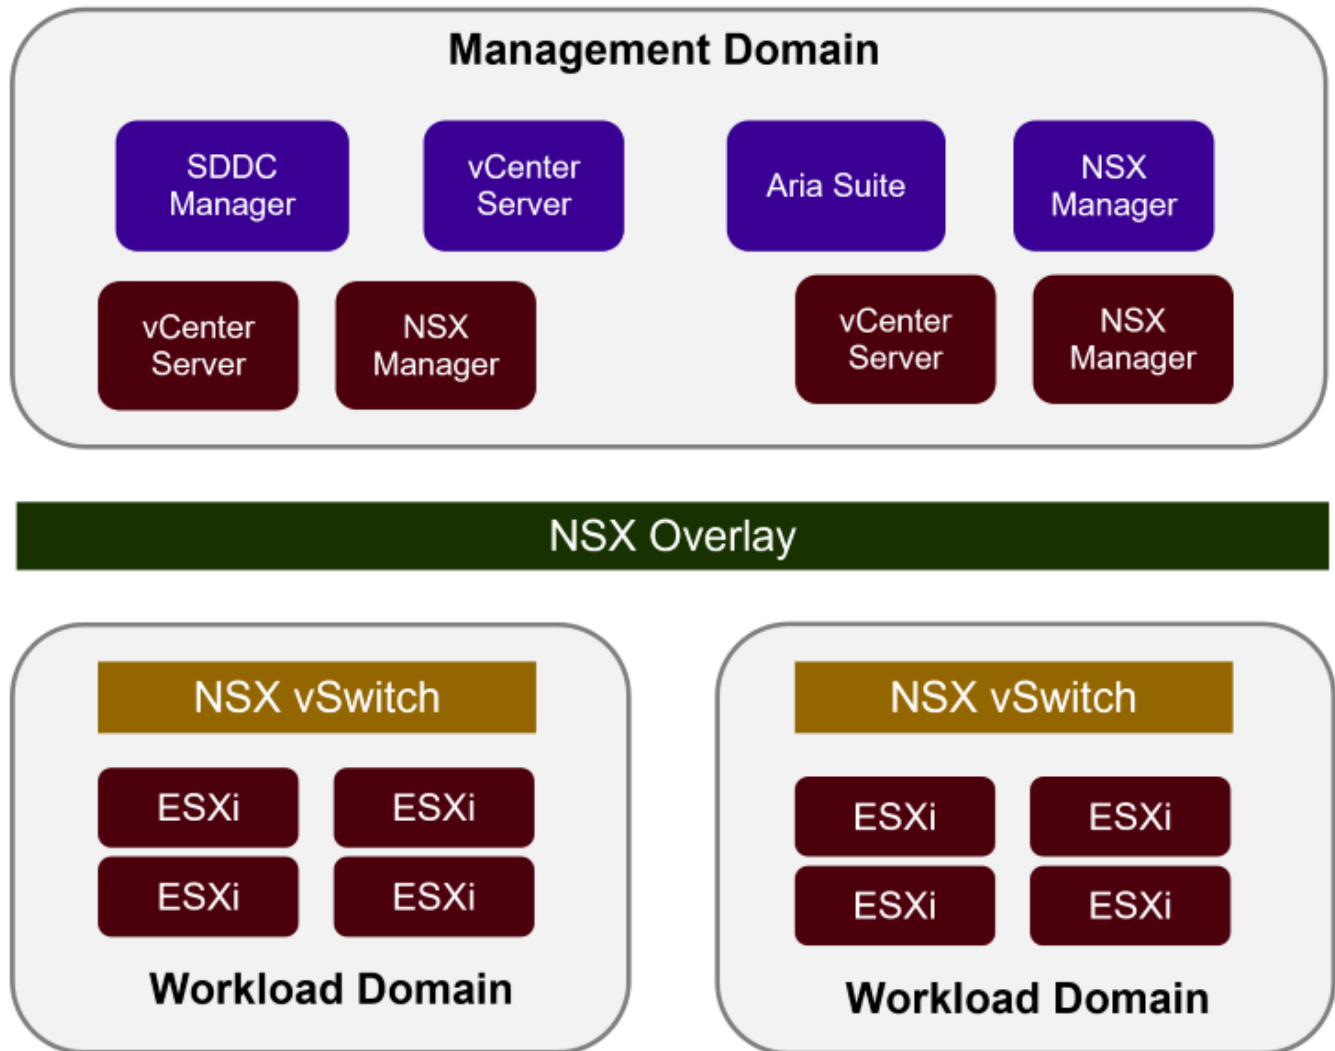 Management Domain
SDDC
Manager
vCenter
Server
Aria Suite
NSX
Manager
vCenter
Server
NSX
Manager
vCenter
Server
NSX
Manager
NSX Overlay
NSX vSwitch
ESXi
ESXi
ESXi
ESXi
Workload Domain
NSX vSwitch
ESXi
ESXi
ESXi
ESXi
Workload Domain